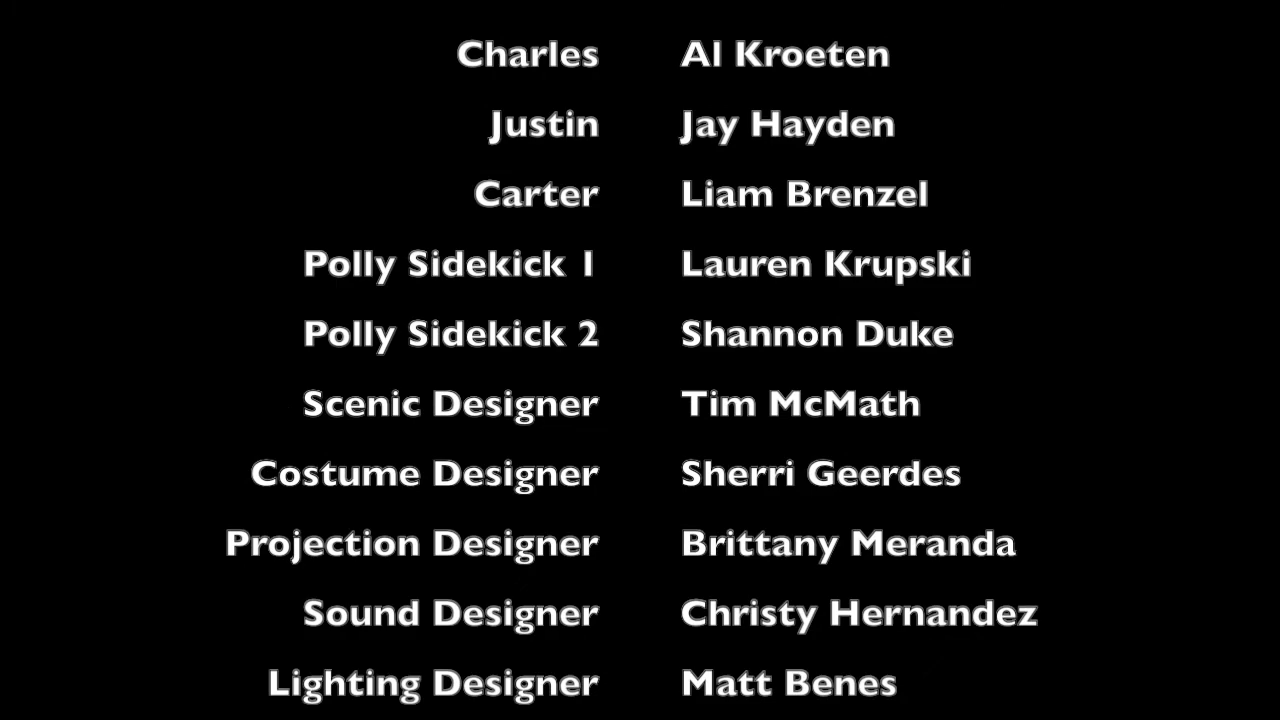 Charles Al Kroeten
Justin Jay Hayden
Carter Liam Brenzel
Polly Sidekick 1 Lauren Krupski
Polly Sidekick 2 Shannon Duke
Scenic Designer Tim McMath
Costume Designer Sherri Geerdes
Projection Designer Brittany Meranda
Sound Designer Christy Hernandez
Lighting Designer Matt Benes